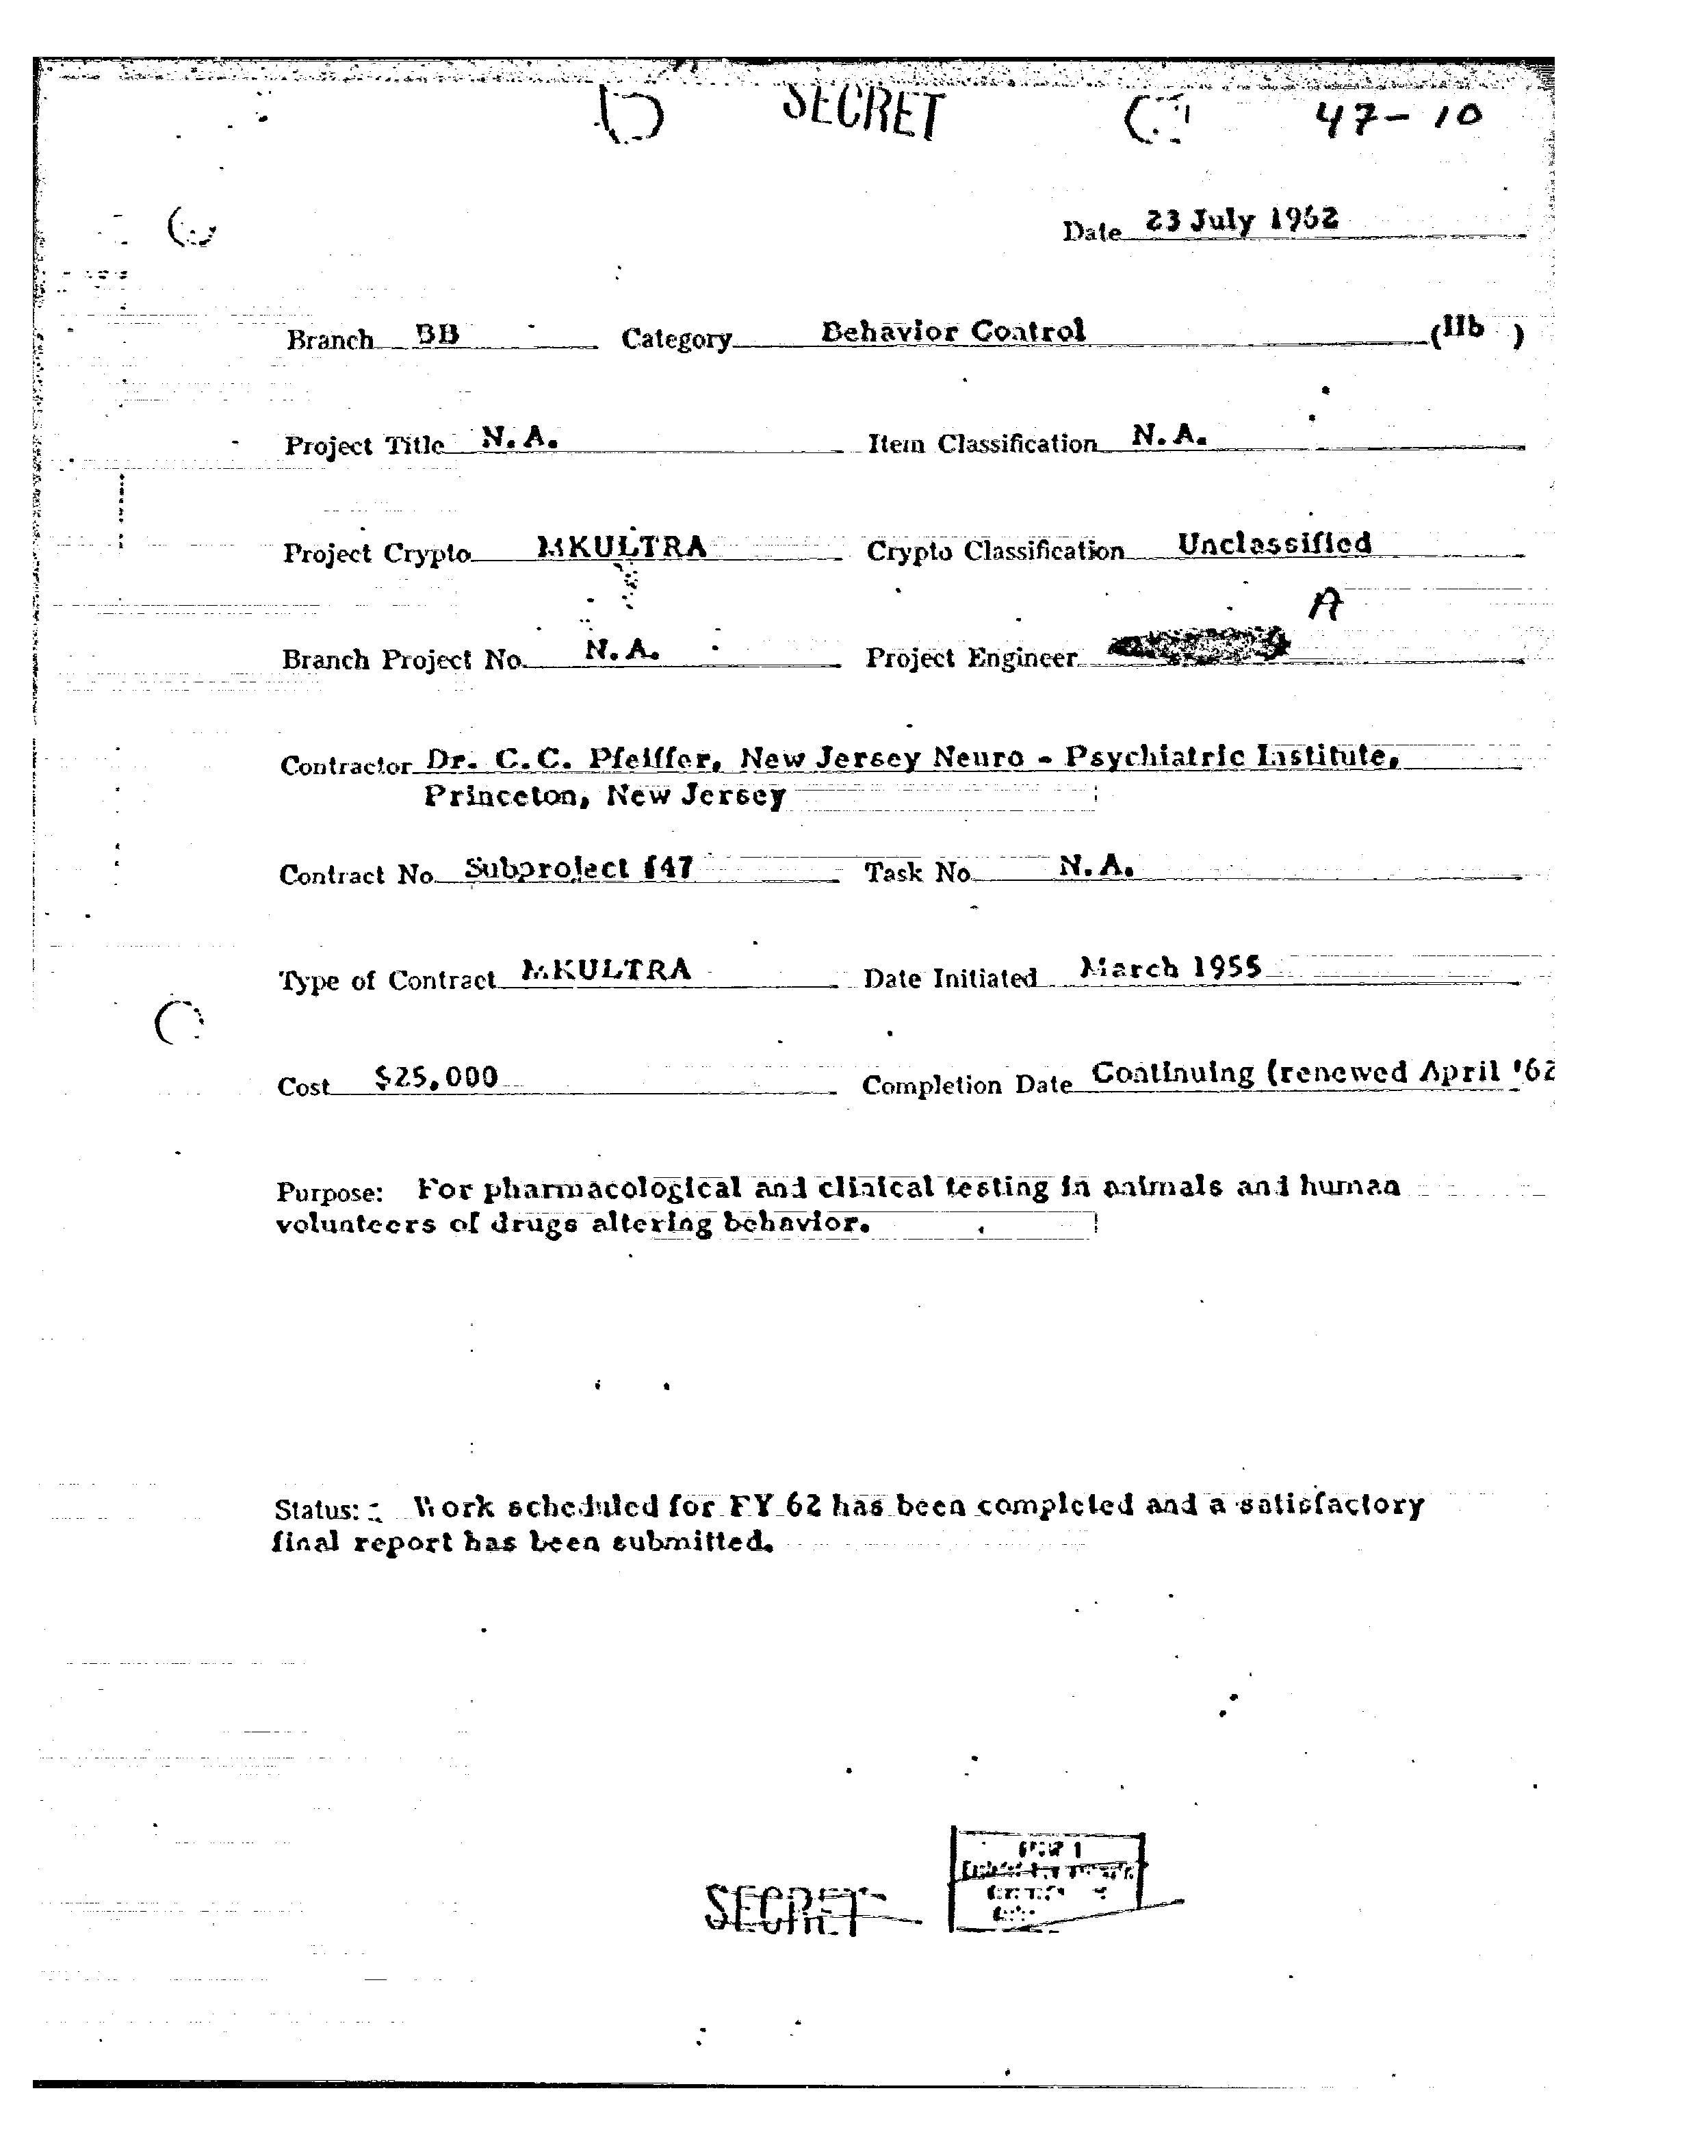 SECRET 47-10
Date 23 July 1962
Branch BB Category Behavior Control (IIb )
Project Title N.A. Item Classification N.A.
Project Crypto MKULTRA Crypto Classification Unclassified
A
Branch Project No. N.A. Project Engineer
Contractor Dr. C.C. Pfeiffer, New Jersey Neuro - Psychiatric Institute,
Princeton, New Jersey
Contract No. Subproject #47 Task No. N.A.
Type of Contract MKULTRA Date Initiated March 1955
Cost $25,000 Completion Date Continuing (renewed April '62
Purpose: For pharmacological and clinical testing in animals and human
volunteers of drugs altering behavior.
Status: Work scheduled for FY 62 has been completed and a satisfactory
final report has been submitted.
SECRET